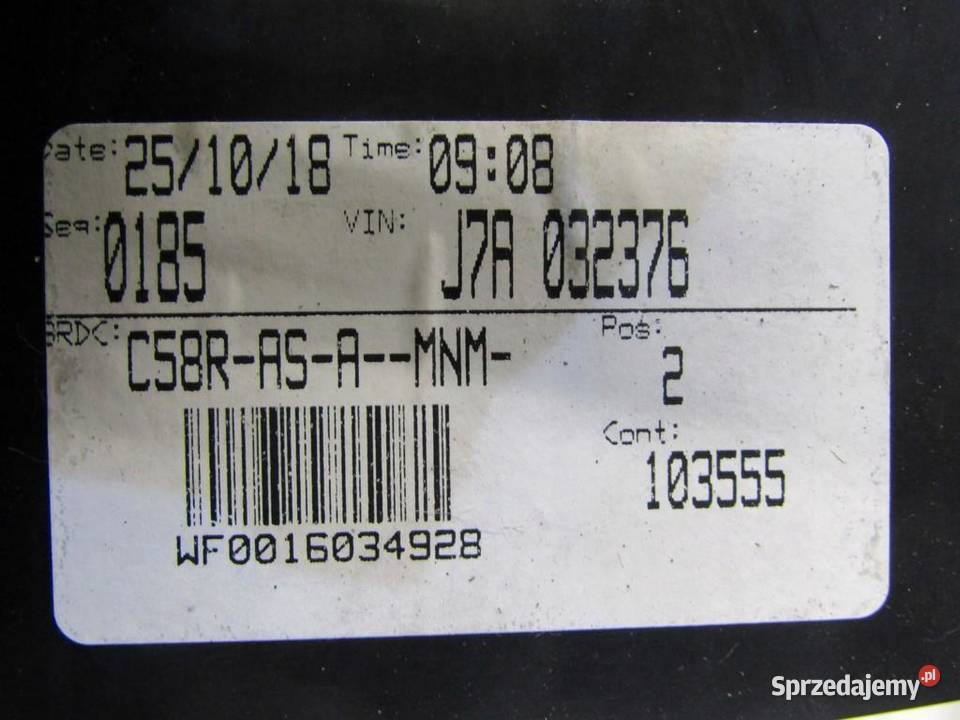 Date: 25/10/18 Time: 09:08
Seq: 0185 VIN: J7A 032376
BRDC: C58R-AS-A--MNM- Pos: 2
Cont: 103555
WF0016034928
Sprzedajemy.pl